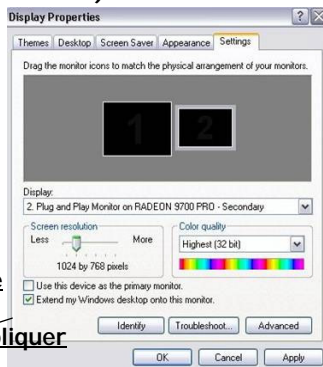 Display Properties
Themes Desktop Screen Saver Appearance Settings
Drag the monitor icons to match the physical arrangement of your monitors.
1 2
Display:
2. Plug and Play Monitor on RADEON 9700 PRO - Secondary
Screen resolution
Less More
1024 by 768 pixels
Color quality
Highest (32 bit)
Use this device as the primary monitor.
Extend my Windows desktop onto this monitor.
Identify Troubleshoot... Advanced
OK Cancel Apply